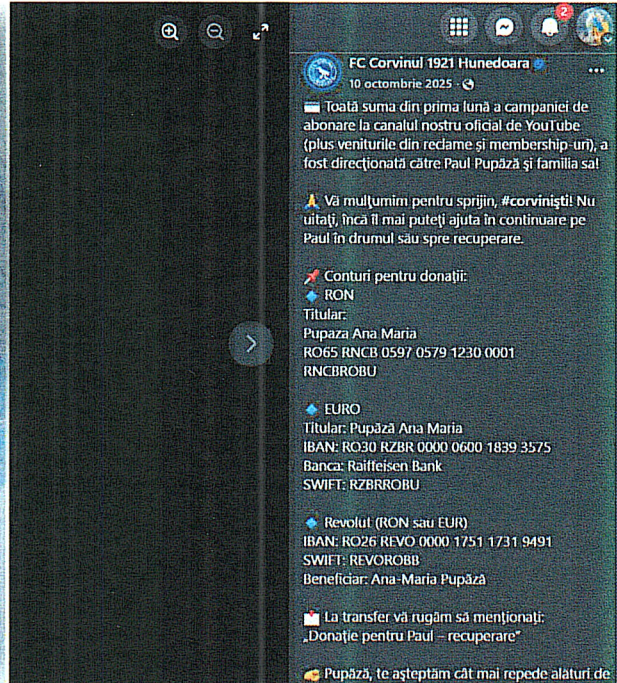 2
FC Corvinul 1921 Hunedoara
10 octombrie 2025 ·
Toată suma din prima lună a campaniei de
abonare la canalul nostru oficial de YouTube
(plus veniturile din reclame și membership-uri), a
fost direcționată către Paul Pupăză și familia sa!
Vă mulțumim pentru sprijin, #corviniști! Nu
uitați, încă îl mai puteți ajuta în continuare pe
Paul în drumul său spre recuperare.
Conturi pentru donații:
RON
Titular:
Pupaza Ana Maria
RO65 RNCB 0597 0579 1230 0001
RNCBROBU
EURO
Titular: Pupăză Ana Maria
IBAN: RO30 RZBR 0000 0600 1839 3575
Banca: Raiffeisen Bank
SWIFT: RZBRROBU
Revolut (RON sau EUR)
IBAN: RO26 REVO 0000 1751 1731 9491
SWIFT: REVOROBB
Beneficiar: Ana-Maria Pupăză
La transfer vă rugăm să menționați:
„Donație pentru Paul – recuperare”
Pupăză, te așteptăm cât mai repede alături de